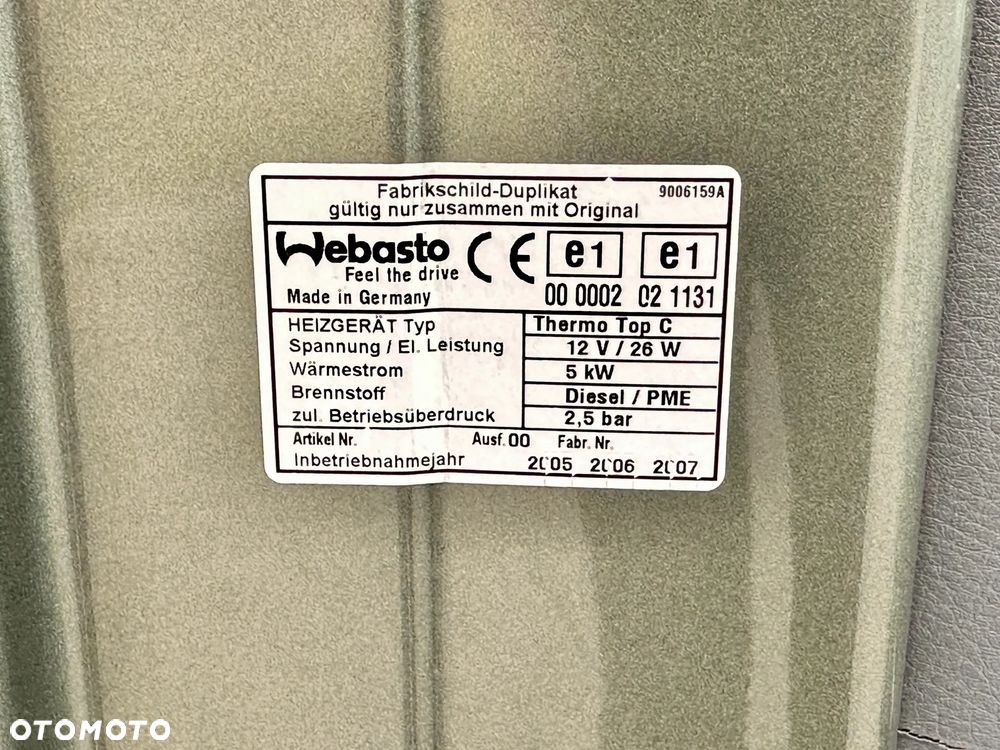 Fabrikschild-Duplikat 9006159A
gültig nur zusammen mit Original
Webasto CE e1 e1
Feel the drive
Made in Germany 00 0002 02 1131
HEIZGERÄT Typ Thermo Top C
Spannung / El. Leistung 12 V / 26 W
Wärmestrom 5 kW
Brennstoff Diesel / PME
zul. Betriebsüberdruck 2,5 bar
Artikel Nr. Ausf. 00 Fabr. Nr.
Inbetriebnahmejahr 2005 2006 2007
OTOMOTO